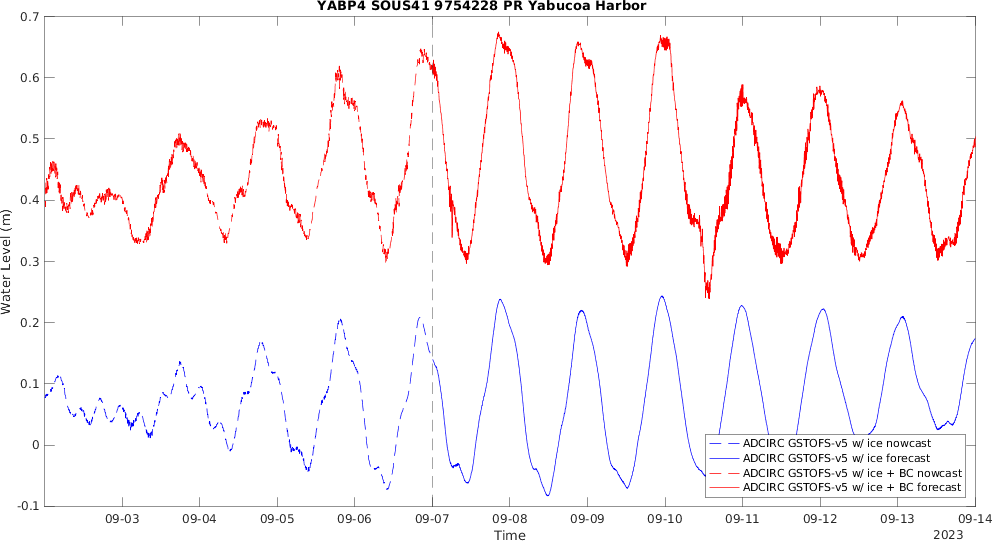 YABP4 SOUS41 9754228 PR Yabucoa Harbor
0.7
0.6
0.5
0.4
0.3
0.2
0.1
0
-0.1
Water Level (m)
ADCIRC GSTOFS-v5 w/ ice nowcast
ADCIRC GSTOFS-v5 w/ ice forecast
ADCIRC GSTOFS-v5 w/ ice + BC nowcast
ADCIRC GSTOFS-v5 w/ ice + BC forecast
09-03 09-04 09-05 09-06 09-07 09-08 09-09 09-10 09-11 09-12 09-13 09-14
Time
2023